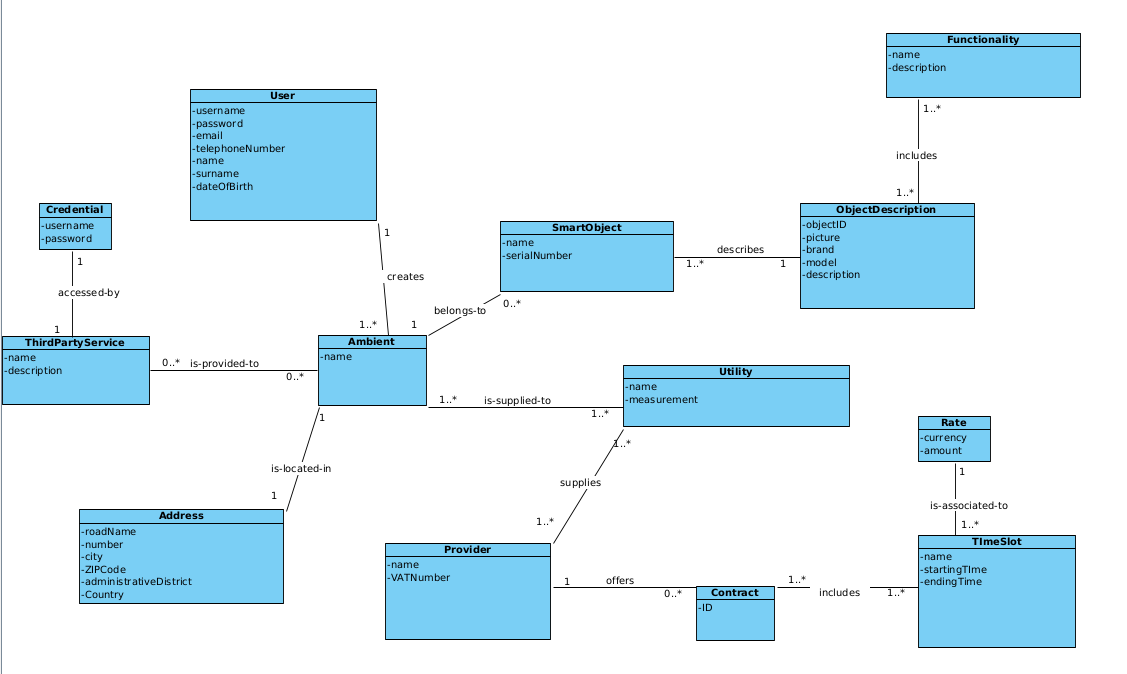 Functionality
-name
-description
1..*
includes
1..*
User
-username
-password
-email
-telephoneNumber
-name
-surname
-dateOfBirth
1
creates
1..*
Credential
-username
-password
1
accessed-by
1
ObjectDescription
-objectID
-picture
-brand
-model
-description
SmartObject
-name
-serialNumber
describes
1..*
1
belongs-to
0..*
1
ThirdPartyService
-name
-description
0..*
is-provided-to
0..*
Ambient
-name
Utility
-name
-measurement
1..*
is-supplied-to
1..*
1
is-located-in
1
1..*
supplies
1..*
Rate
-currency
-amount
1
is-associated-to
1..*
Address
-roadName
-number
-city
-ZIPCode
-administrativeDistrict
-Country
Provider
-name
-VATNumber
1
offers
0..*
Contract
-ID
1..*
includes
1..*
TImeSlot
-name
-startingTIme
-endingTime